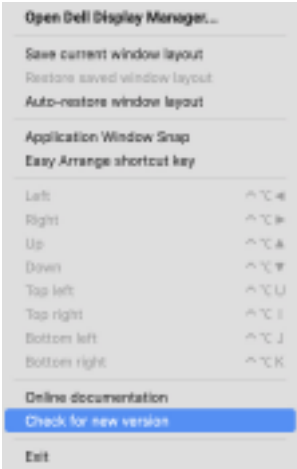 Open Dell Display Manager...
Save current window layout
Restore saved window layout
Auto-restore window layout
Application Window Snap
Easy Arrange shortcut key
Left ^⌥◀
Right ^⌥▶
Up ^⌥▲
Down ^⌥▼
Top left ^⌥U
Top right ^⌥I
Bottom left ^⌥J
Bottom right ^⌥K
Online documentation
Check for new version
Exit